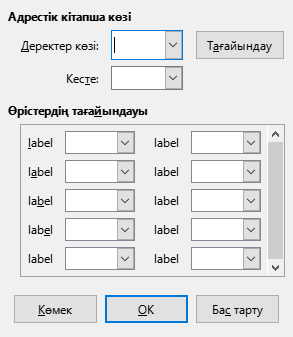 Адрестік кітапша көзі
Деректер көзі: Тағайындау
Кесте:
Өрістердің тағайындауы
label label
label label
label label
label label
label label
Көмек OK Бас тарту